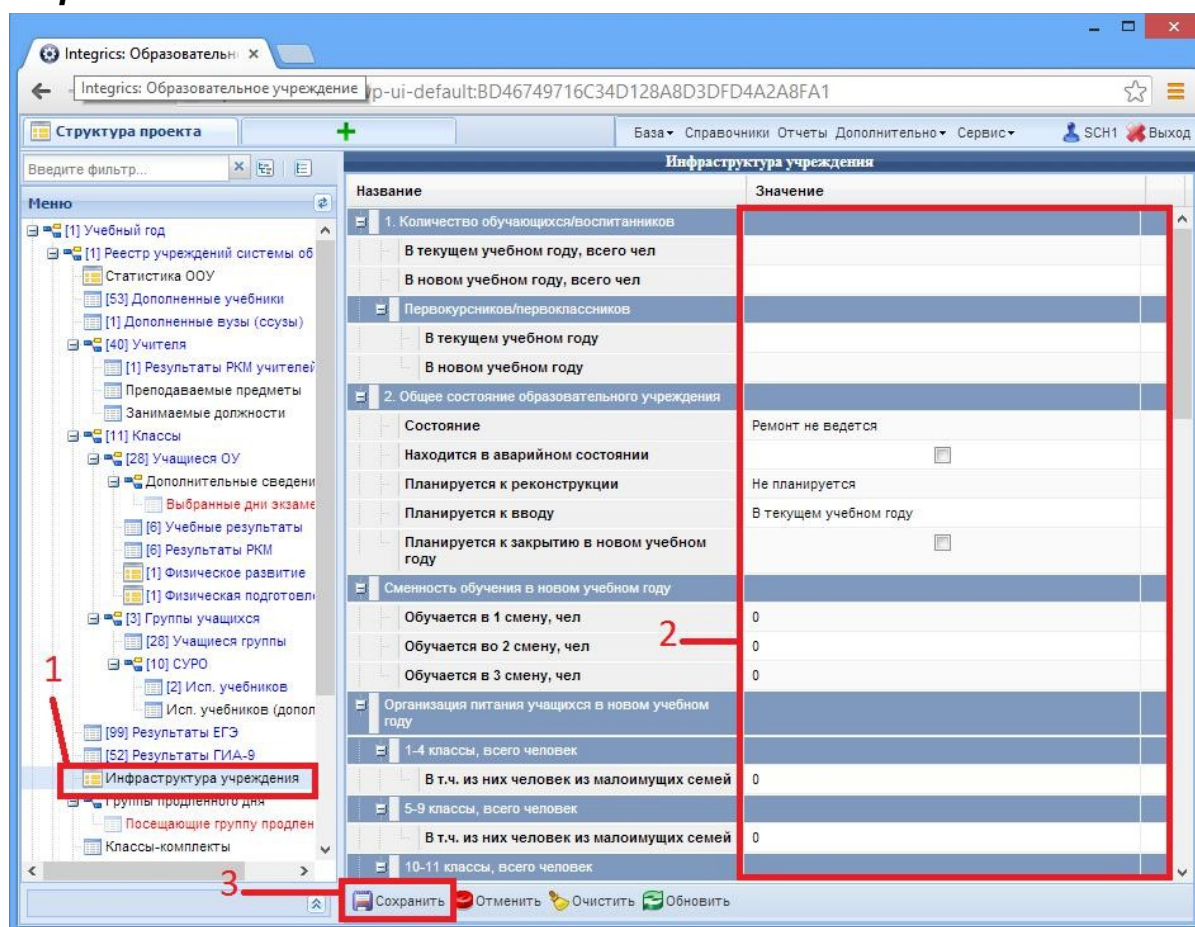 Integrics: Образовательн
Integrics: Образовательное учреждение
p-ui-default:BD46749716C34D128A8D3DFD4A2A8FA1
Структура проекта
База Справочники Отчеты Дополнительно Сервис SCH1 Выход
Введите фильтр...
Меню
[1] Учебный год
[1] Реестр учреждений системы об
Статистика ООУ
[53] Дополненные учебники
[1] Дополненные вузы (ссузы)
[40] Учителя
[1] Результаты РКМ учителей
Преподаваемые предметы
Занимаемые должности
[11] Классы
[28] Учащиеся ОУ
Дополнительные сведени
Выбранные дни экзаме
[6] Учебные результаты
[6] Результаты РКМ
[1] Физическое развитие
[1] Физическая подготовл
[3] Группы учащихся
[28] Учащиеся группы
[10] СУРО
[2] Исп. учебников
Исп. учебников (допол
[99] Результаты ЕГЭ
[52] Результаты ГИА-9
1
Инфраструктура учреждения
Группы продленного дня
Посещающие группу продлен
Классы-комплекты
Инфраструктура учреждения
Название Значение
1. Количество обучающихся/воспитанников
В текущем учебном году, всего чел
В новом учебном году, всего чел
Первокурсников/первоклассников
В текущем учебном году
В новом учебном году
2. Общее состояние образовательного учреждения
Состояние Ремонт не ведется
Находится в аварийном состоянии
Планируется к реконструкции Не планируется
Планируется к вводу В текущем учебном году
Планируется к закрытию в новом учебном
году
Сменность обучения в новом учебном году
Обучается в 1 смену, чел 0
2
Обучается во 2 смену, чел 0
Обучается в 3 смену, чел 0
Организация питания учащихся в новом учебном
году
1-4 классы, всего человек
В т.ч. из них человек из малоимущих семей 0
5-9 классы, всего человек
В т.ч. из них человек из малоимущих семей 0
10-11 классы, всего человек
3
Сохранить Отменить Очистить Обновить